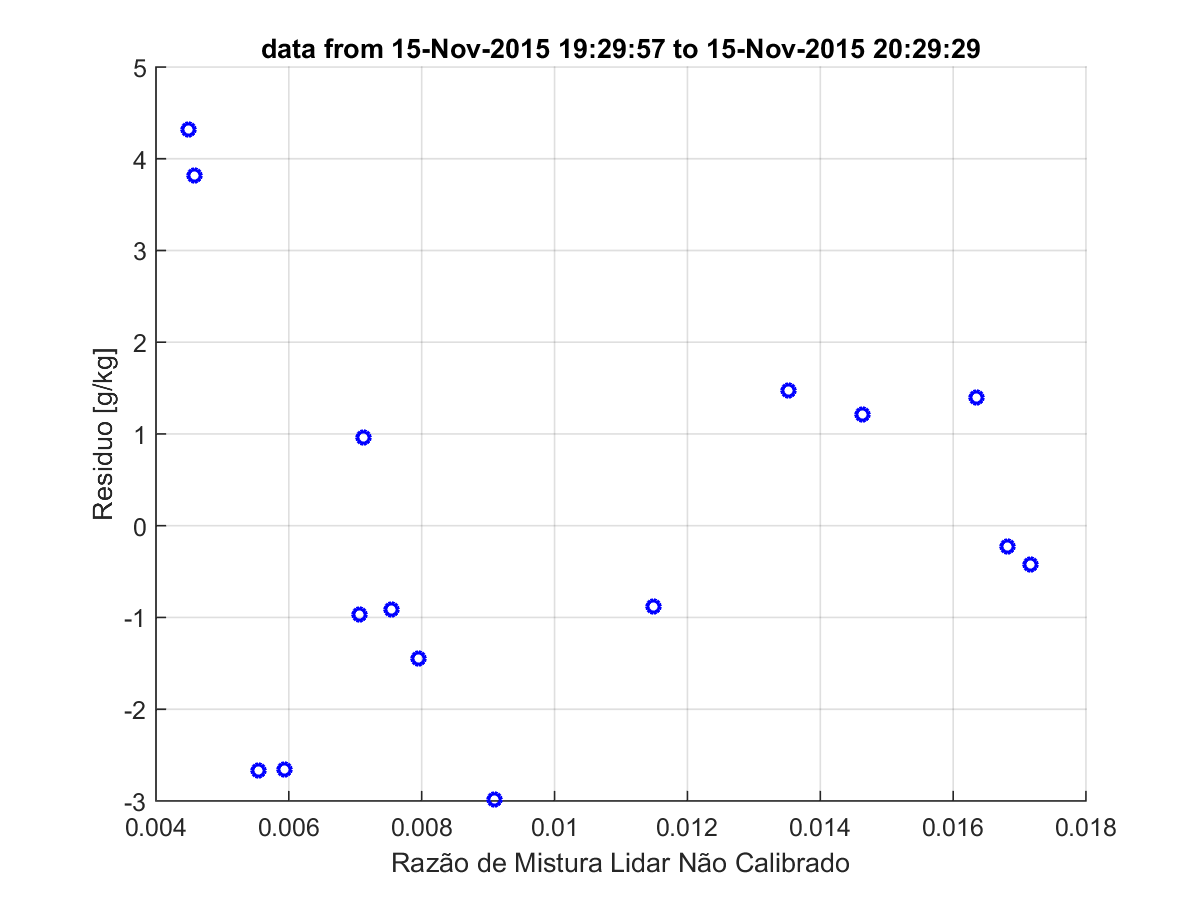 data from 15-Nov-2015 19:29:57 to 15-Nov-2015 20:29:29
5
4
3
2
1
0
-1
-2
-3
Residuo [g/kg]
0.004 0.006 0.008 0.01 0.012 0.014 0.016 0.018
Razão de Mistura Lidar Não Calibrado